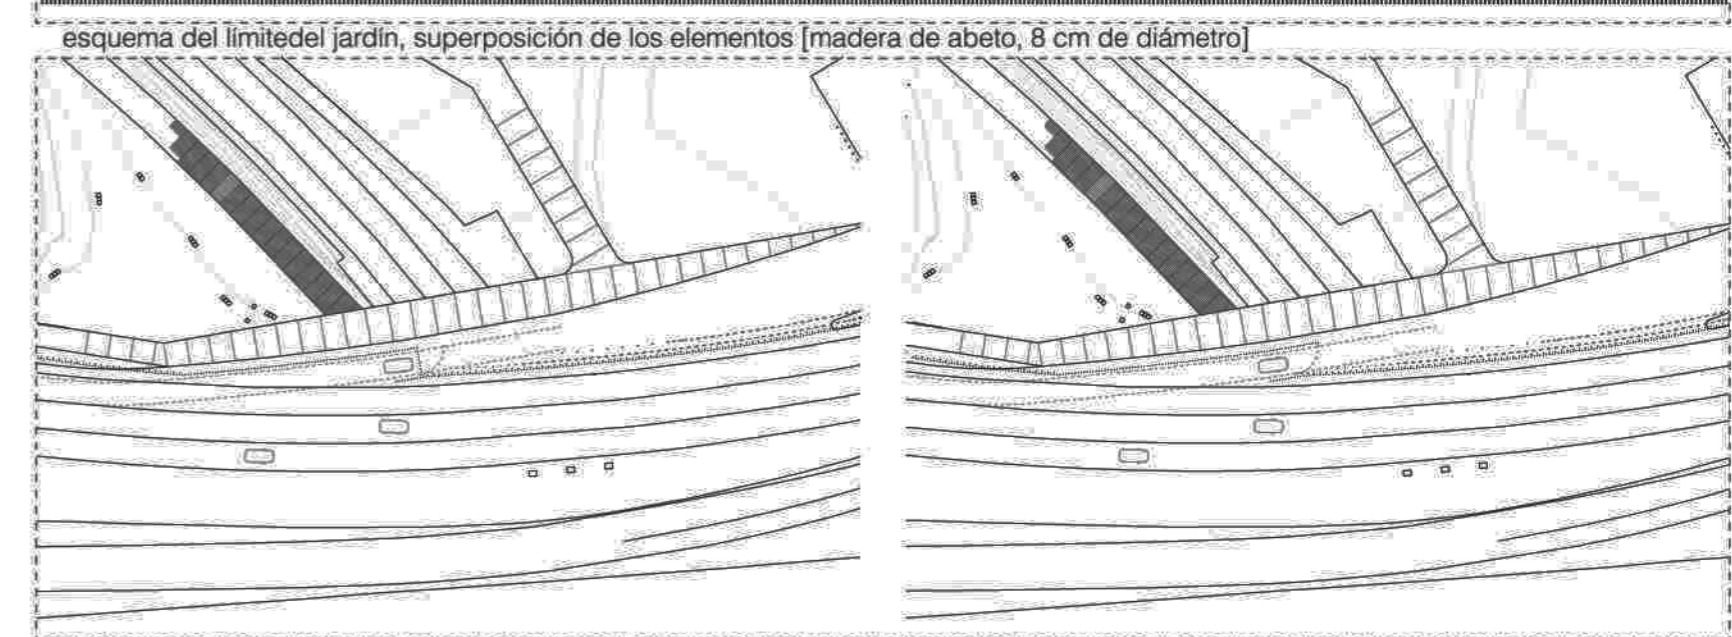 esquema del límitedel jardín, superposición de los elementos [madera de abeto, 8 cm de diámetro]